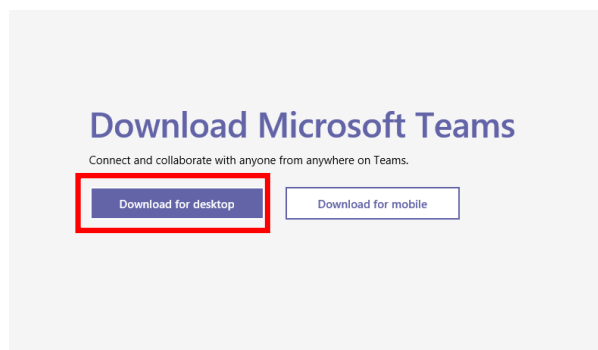 Download Microsoft Teams
Connect and collaborate with anyone from anywhere on Teams.
Download for desktop
Download for mobile